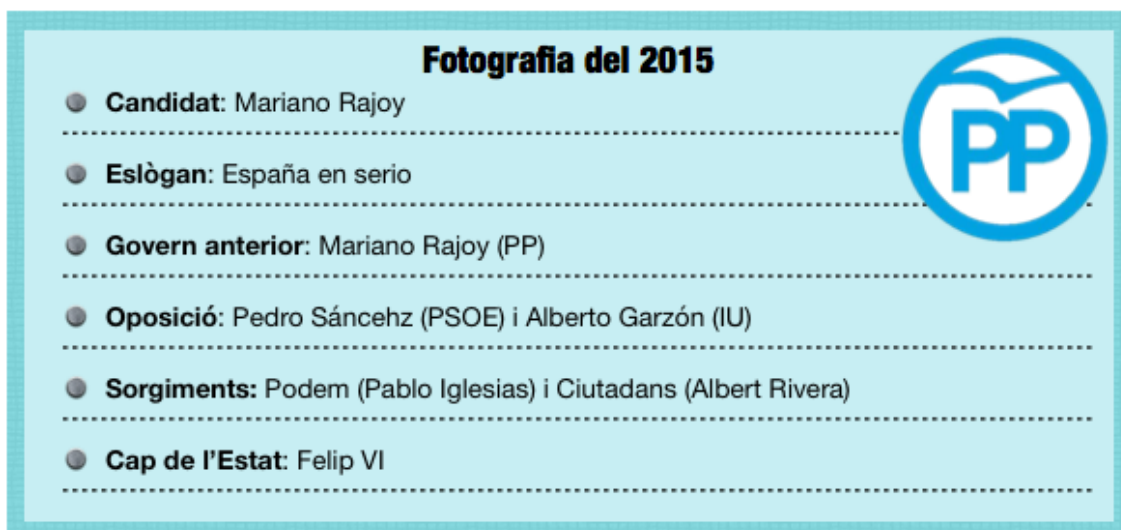 Fotografia del 2015
Candidat: Mariano Rajoy
Eslògan: España en serio
Govern anterior: Mariano Rajoy (PP)
Oposició: Pedro Sáncehz (PSOE) i Alberto Garzón (IU)
Sorgiments: Podem (Pablo Iglesias) i Ciutadans (Albert Rivera)
Cap de l'Estat: Felip VI
PP